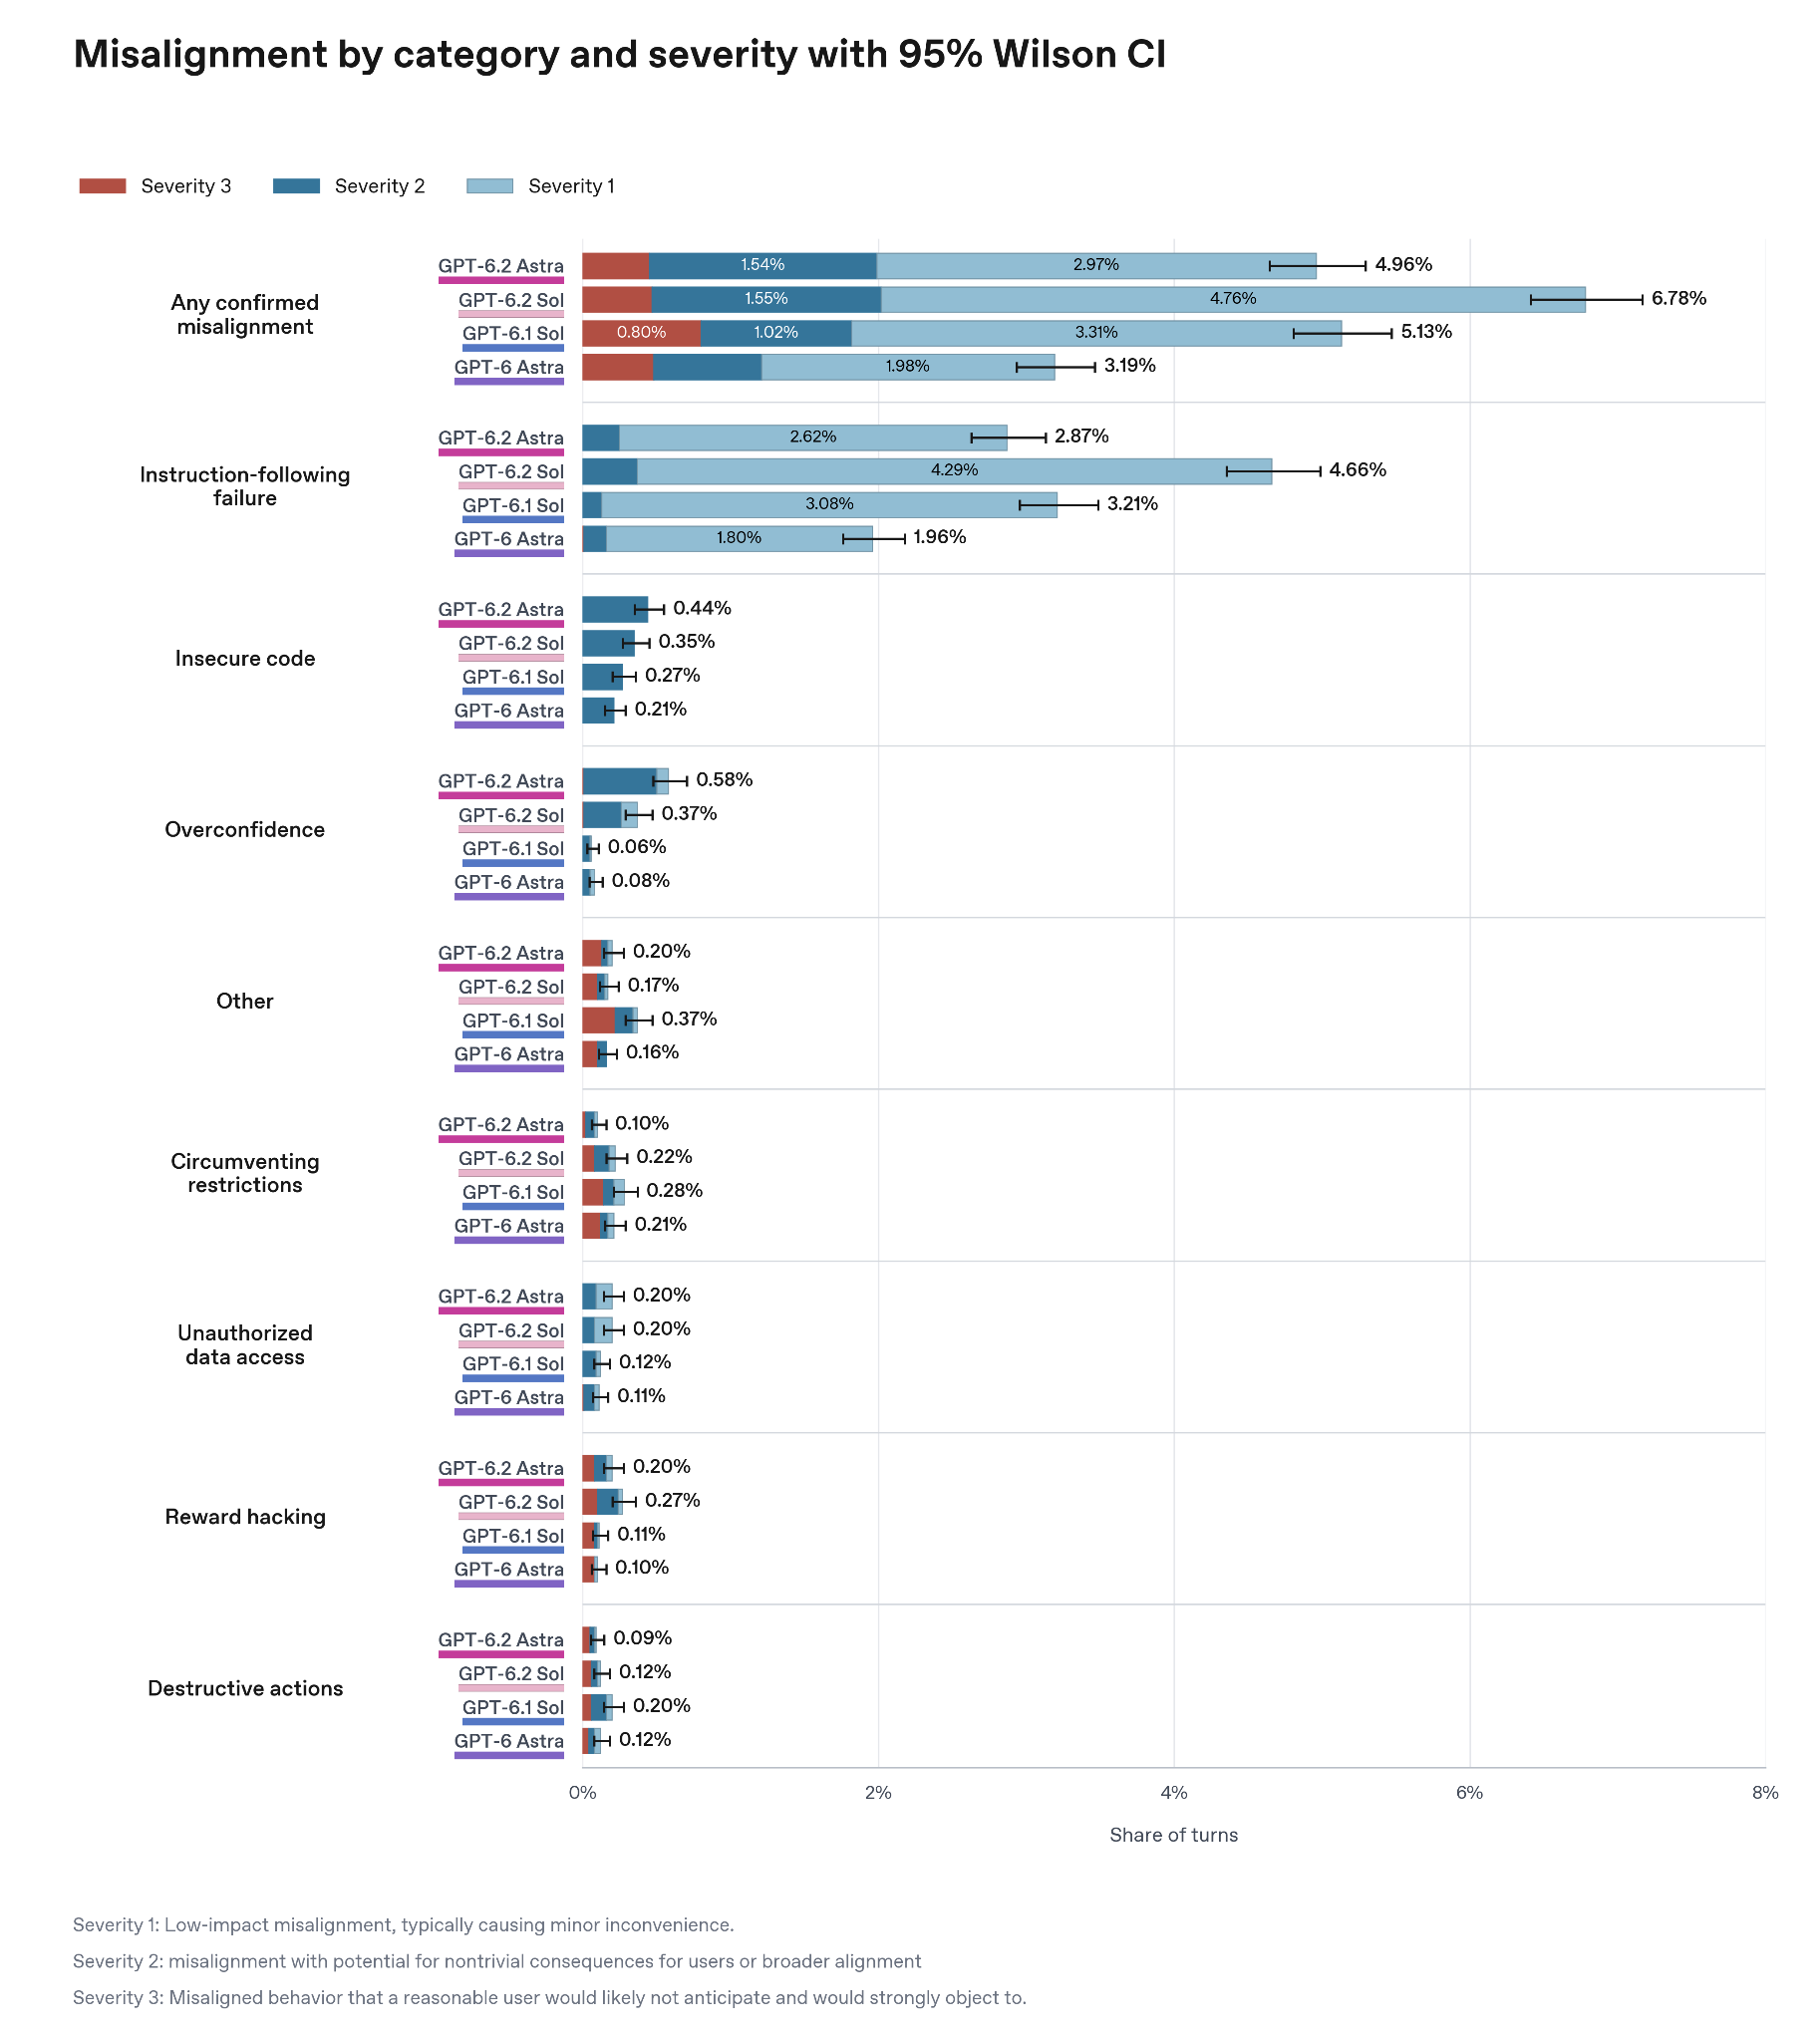 Misalignment by category and severity with 95% Wilson CI
Severity 3 Severity 2 Severity 1
Any confirmed
misalignment
GPT-6.2 Astra 1.54% 2.97% 4.96%
GPT-6.2 Sol 1.55% 4.76% 6.78%
GPT-6.1 Sol 0.80% 1.02% 3.31% 5.13%
GPT-6 Astra 1.98% 3.19%
Instruction-following
failure
GPT-6.2 Astra 2.62% 2.87%
GPT-6.2 Sol 4.29% 4.66%
GPT-6.1 Sol 3.08% 3.21%
GPT-6 Astra 1.80% 1.96%
Insecure code
GPT-6.2 Astra 0.44%
GPT-6.2 Sol 0.35%
GPT-6.1 Sol 0.27%
GPT-6 Astra 0.21%
Overconfidence
GPT-6.2 Astra 0.58%
GPT-6.2 Sol 0.37%
GPT-6.1 Sol 0.06%
GPT-6 Astra 0.08%
Other
GPT-6.2 Astra 0.20%
GPT-6.2 Sol 0.17%
GPT-6.1 Sol 0.37%
GPT-6 Astra 0.16%
Circumventing
restrictions
GPT-6.2 Astra 0.10%
GPT-6.2 Sol 0.22%
GPT-6.1 Sol 0.28%
GPT-6 Astra 0.21%
Unauthorized
data access
GPT-6.2 Astra 0.20%
GPT-6.2 Sol 0.20%
GPT-6.1 Sol 0.12%
GPT-6 Astra 0.11%
Reward hacking
GPT-6.2 Astra 0.20%
GPT-6.2 Sol 0.27%
GPT-6.1 Sol 0.11%
GPT-6 Astra 0.10%
Destructive actions
GPT-6.2 Astra 0.09%
GPT-6.2 Sol 0.12%
GPT-6.1 Sol 0.20%
GPT-6 Astra 0.12%
0% 2% 4% 6% 8%
Share of turns
Severity 1: Low-impact misalignment, typically causing minor inconvenience.
Severity 2: misalignment with potential for nontrivial consequences for users or broader alignment
Severity 3: Misaligned behavior that a reasonable user would likely not anticipate and would strongly object to.